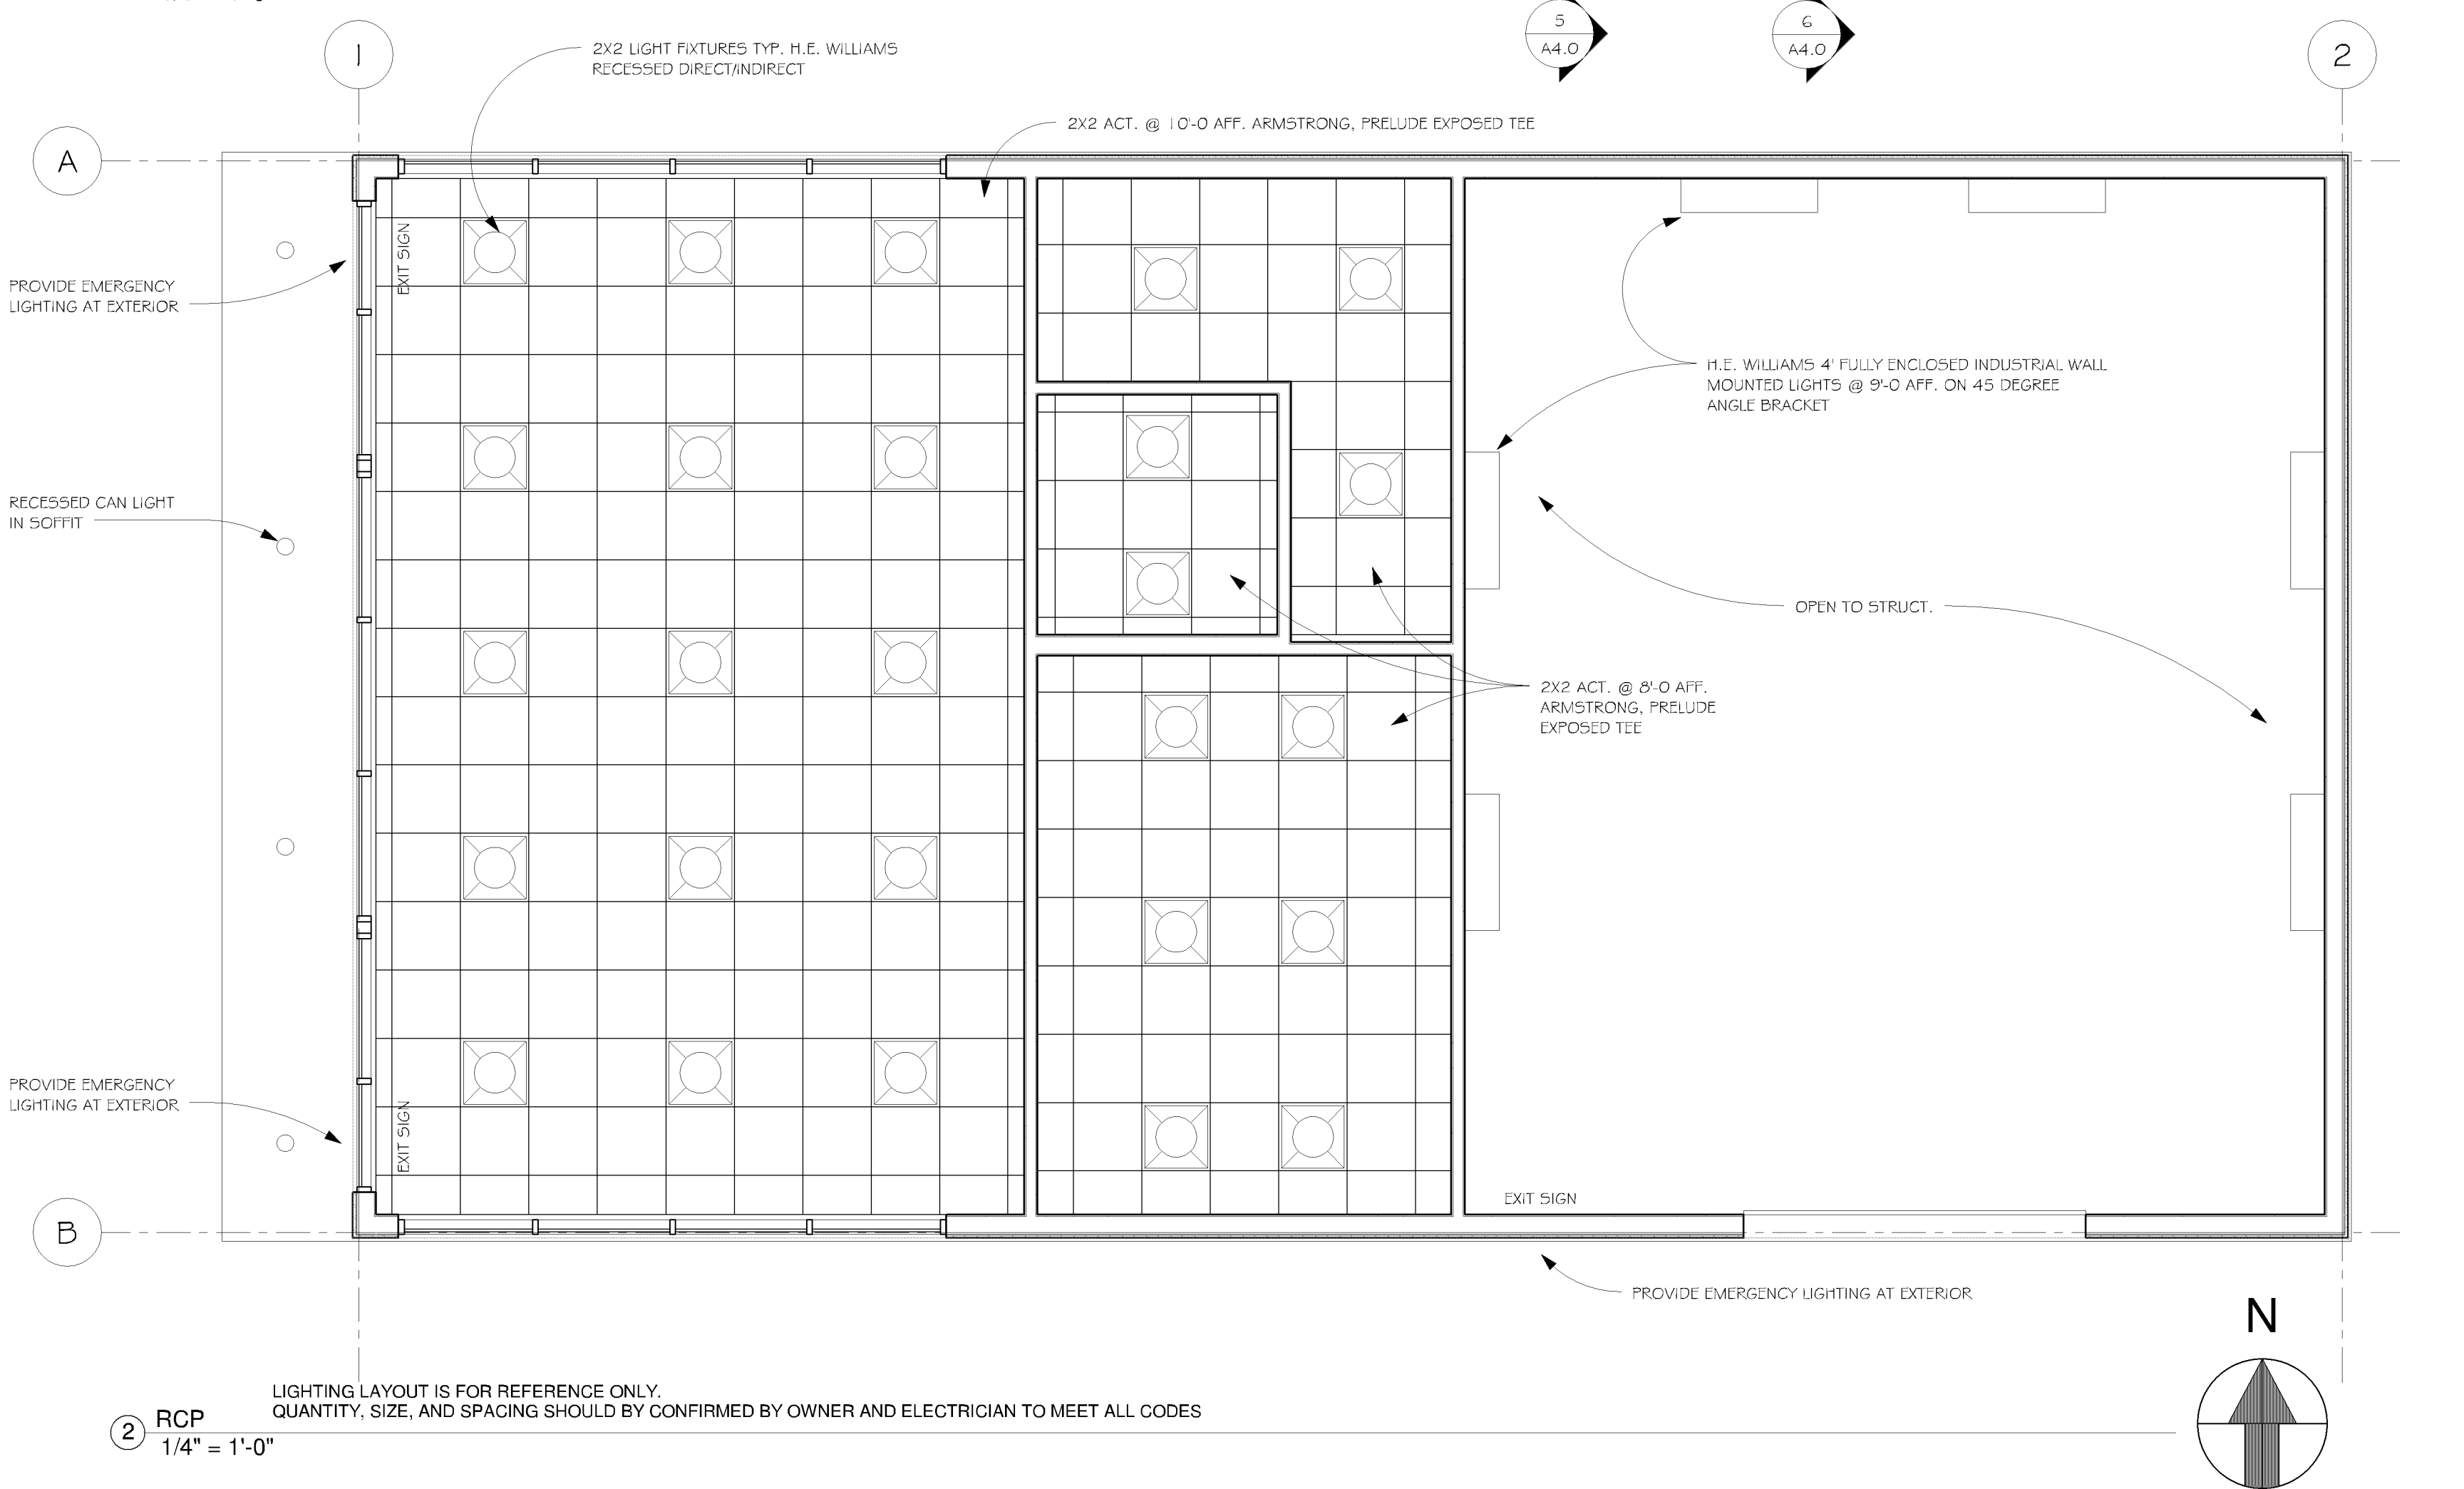 5
A4.0
6
A4.0
1
2
2X2 LIGHT FIXTURES TYP. H.E. WILLIAMS
RECESSED DIRECT/INDIRECT
2X2 ACT. @ 10'-0 AFF. ARMSTRONG, PRELUDE EXPOSED TEE
A
EXIT SIGN
PROVIDE EMERGENCY
LIGHTING AT EXTERIOR
H.E. WILLIAMS 4' FULLY ENCLOSED INDUSTRIAL WALL
MOUNTED LIGHTS @ 9'-0 AFF. ON 45 DEGREE
ANGLE BRACKET
RECESSED CAN LIGHT
IN SOFFIT
OPEN TO STRUCT.
2X2 ACT. @ 8'-0 AFF.
ARMSTRONG, PRELUDE
EXPOSED TEE
PROVIDE EMERGENCY
LIGHTING AT EXTERIOR
EXIT SIGN
EXIT SIGN
B
PROVIDE EMERGENCY LIGHTING AT EXTERIOR
N
LIGHTING LAYOUT IS FOR REFERENCE ONLY.
QUANTITY, SIZE, AND SPACING SHOULD BY CONFIRMED BY OWNER AND ELECTRICIAN TO MEET ALL CODES
2
RCP
1/4" = 1'-0"